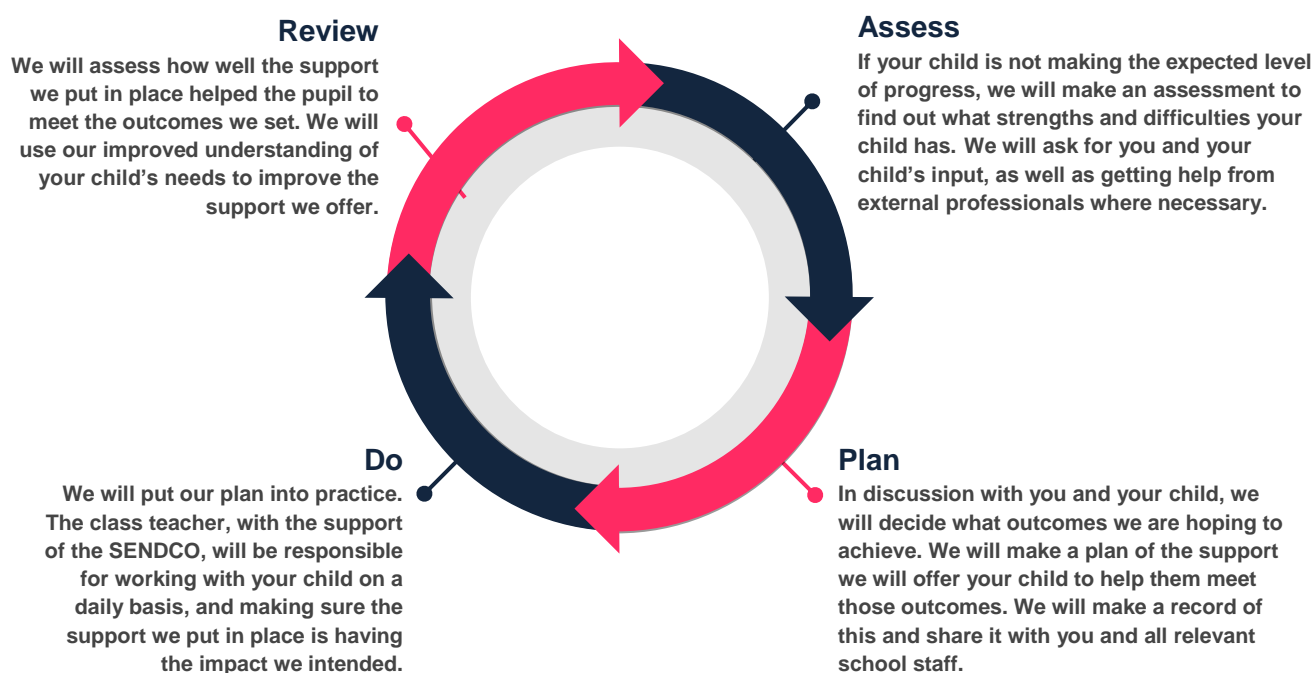 Review
We will assess how well the support
we put in place helped the pupil to
meet the outcomes we set. We will
use our improved understanding of
your child’s needs to improve the
support we offer.
Assess
If your child is not making the expected level
of progress, we will make an assessment to
find out what strengths and difficulties your
child has. We will ask for you and your
child’s input, as well as getting help from
external professionals where necessary.
Do
We will put our plan into practice.
The class teacher, with the support
of the SENDCO, will be responsible
for working with your child on a
daily basis, and making sure the
support we put in place is having
the impact we intended.
Plan
In discussion with you and your child, we
will decide what outcomes we are hoping to
achieve. We will make a plan of the support
we will offer your child to help them meet
those outcomes. We will make a record of
this and share it with you and all relevant
school staff.